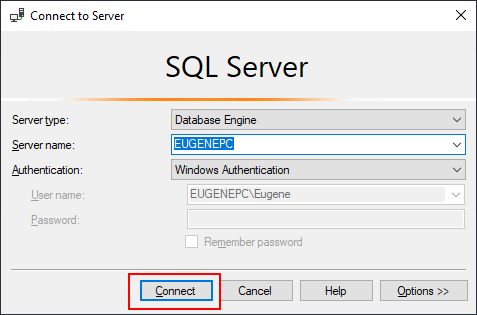 Connect to Server
SQL Server
Server type: Database Engine
Server name: EUGENEPC
Authentication: Windows Authentication
User name: EUGENEPC\Eugene
Password:
Remember password
Connect Cancel Help Options >>